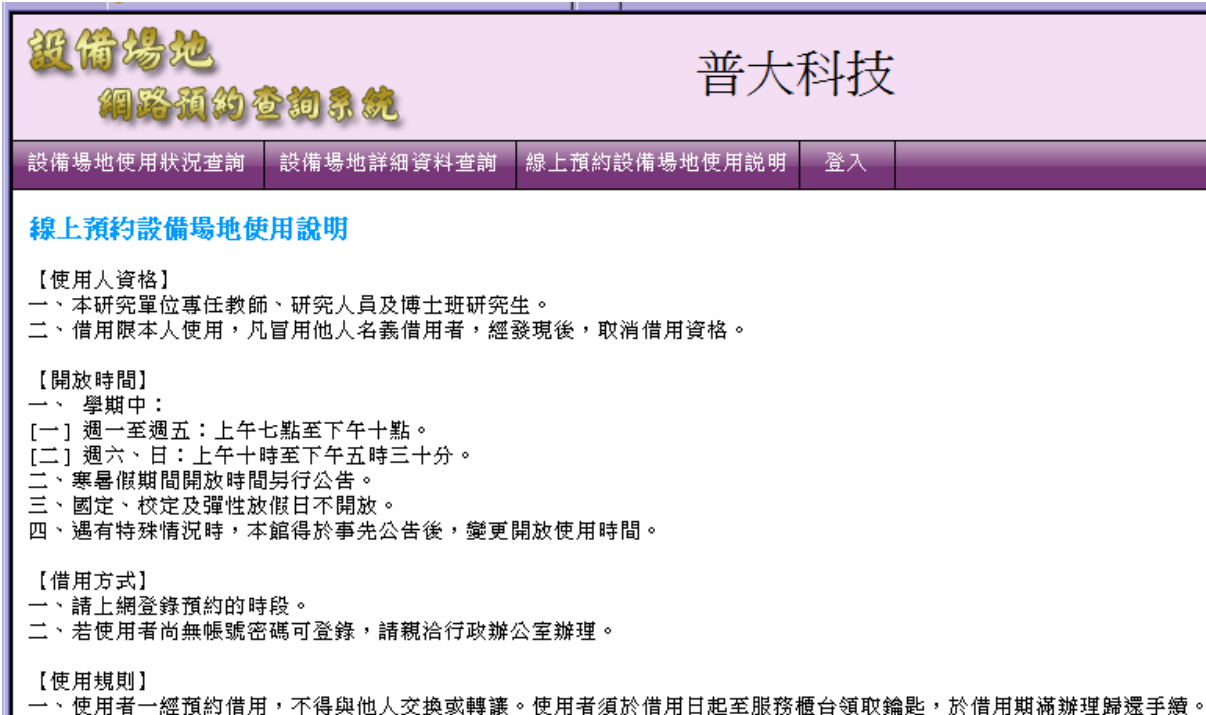 設備場地
網路預約查詢系統
普大科技
設備場地使用狀況查詢 設備場地詳細資料查詢 線上預約設備場地使用說明 登入
線上預約設備場地使用說明
【使用人資格】
一、本研究單位專任教師、研究人員及博士班研究生。
二、借用限本人使用，凡冒用他人名義借用者，經發現後，取消借用資格。
【開放時間】
一、 學期中：
[一] 週一至週五：上午七點至下午十點。
[二] 週六、日：上午十時至下午五時三十分。
二、寒暑假期間開放時間另行公告。
三、國定、校定及彈性放假日不開放。
四、遇有特殊情況時，本館得於事先公告後，變更開放使用時間。
【借用方式】
一、請上網登錄預約的時段。
二、若使用者尚無帳號密碼可登錄，請親洽行政辦公室辦理。
【使用規則】
一、使用者一經預約借用，不得與他人交換或轉讓。使用者須於借用日起至服務櫃台領取鑰匙，於借用期滿辦理歸還手續。